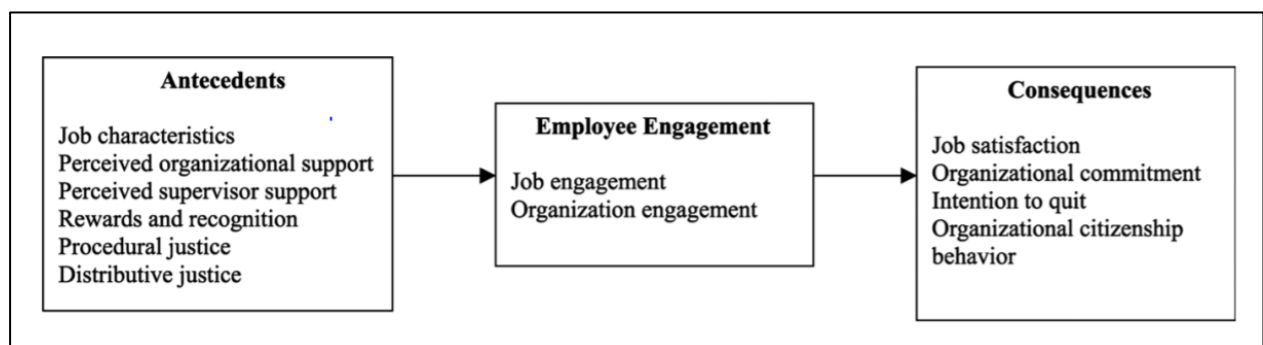 Antecedents
Job characteristics
Perceived organizational support
Perceived supervisor support
Rewards and recognition
Procedural justice
Distributive justice
Employee Engagement
Job engagement
Organization engagement
Consequences
Job satisfaction
Organizational commitment
Intention to quit
Organizational citizenship
behavior